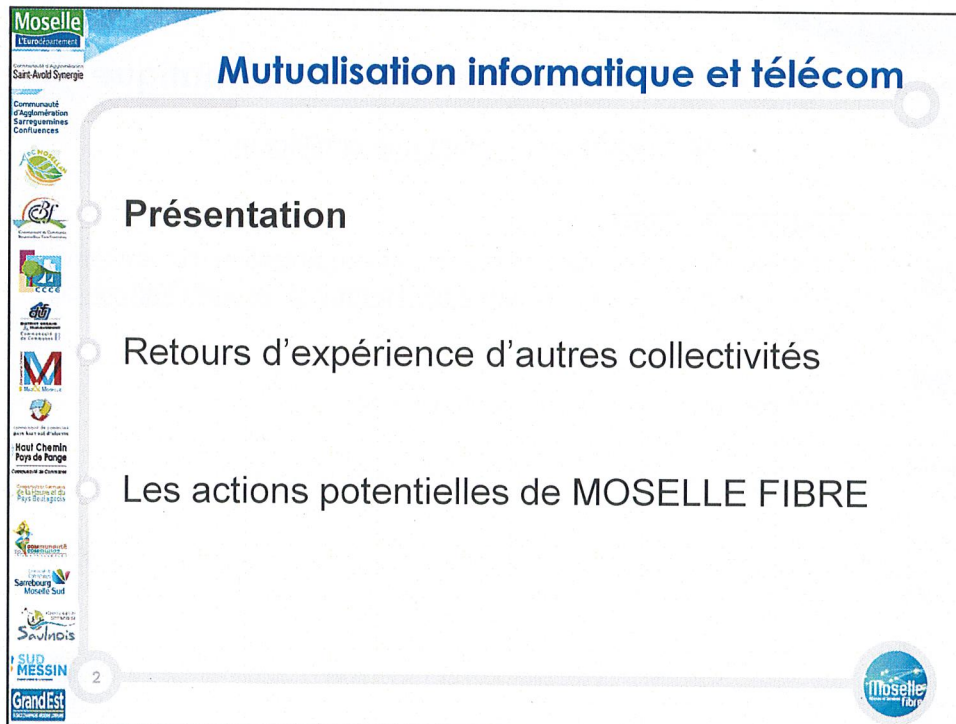 Moselle
L'Eurodépartement
Mutualisation informatique et télécom
Saint-Avold Synergie
Communauté
d'Agglomération
Sarreguemines
Confluences
Présentation
CCCE
Retours d'expérience d'autres collectivités
Haut Chemin
Pays de Pange
Les actions potentielles de MOSELLE FIBRE
Sarrebourg
Moselle Sud
Saulnois
SUD
MESSIN
2
Moselle
fibre
GrandEst